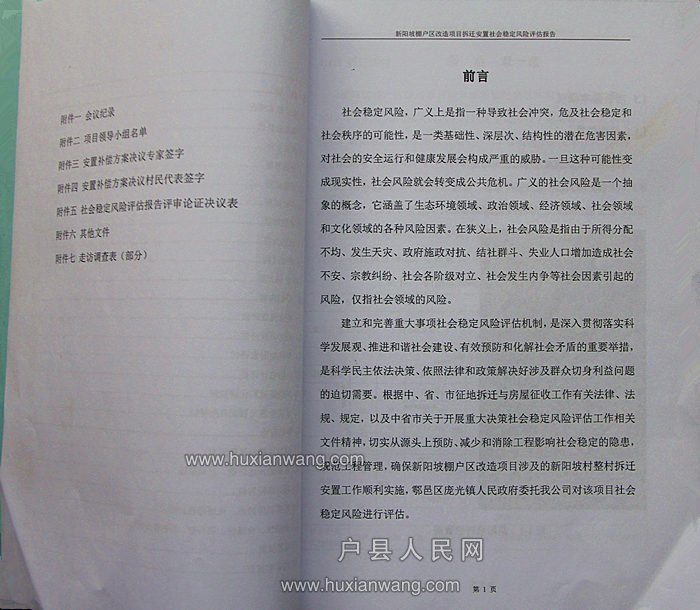 附件一 会议纪录
附件二 项目领导小组名单
附件三 安置补偿方案决议专家签字
附件四 安置补偿方案决议村民代表签字
附件五 社会稳定风险评估报告评审论证决议表
附件六 其他文件
附件七 走访调查表（部分）
新阳坡棚户区改造项目拆迁安置社会稳定风险评估报告
前言
社会稳定风险，广义上是指一种导致社会冲突，危及社会稳定和
社会秩序的可能性，是一类基础性、深层次、结构性的潜在危害因素，
对社会的安全运行和健康发展会构成严重的威胁。一旦这种可能性变
成现实性，社会风险就会转变成公共危机。广义的社会风险是一个抽
象的概念，它涵盖了生态环境领域、政治领域、经济领域、社会领域
和文化领域的各种风险因素。在狭义上，社会风险是指由于所得分配
不均、发生天灾、政府施政对抗、结社群斗、失业人口增加造成社会
不安、宗教纠纷、社会各阶级对立、社会发生内争等社会因素引起的
风险，仅指社会领域的风险。
建立和完善重大事项社会稳定风险评估机制，是深入贯彻落实科
学发展观、推进和谐社会建设、有效预防和化解社会矛盾的重要举措，
是科学民主依法决策、依照法律和政策解决好涉及群众切身利益问题
的迫切需要。根据中、省、市征地拆迁与房屋征收工作有关法律、法
规、规定，以及中省市关于开展重大决策社会稳定风险评估工作相关
文件精神，切实从源头上预防、减少和消除工程影响社会稳定的隐患，
规范工程管理，确保新阳坡棚户区改造项目涉及的新阳坡村整村拆迁
安置工作顺利实施，鄠邑区庞光镇人民政府委托我公司对该项目社会
稳定风险进行评估。
第 1 页
www.huxianwang.com
www.huxianwang.com
户县人民网
www.huxianwang.com